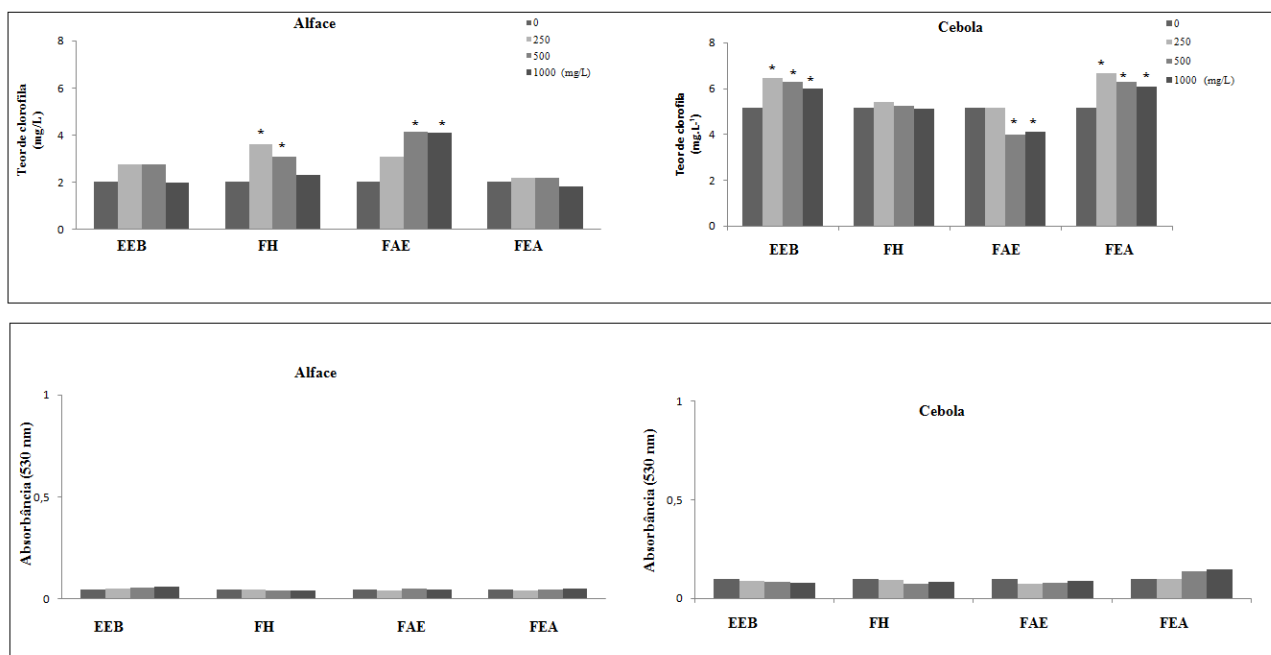 Alface
0
250
500
1000 (mg/L)
Teor de clorofila
(mg/L)
8
6
4
2
0
* * * *
EEB FH FAE FEA
Cebola
0
250
500
1000 (mg/L)
Teor de clorofila
(mg.L-¹)
8
6
4
2
0
* * * * * * * *
EEB FH FAE FEA
Alface
Absorbância (530 nm)
1
0,5
0
EEB FH FAE FEA
Cebola
Absorbância (530 nm)
1
0,5
0
EEB FH FAE FEA